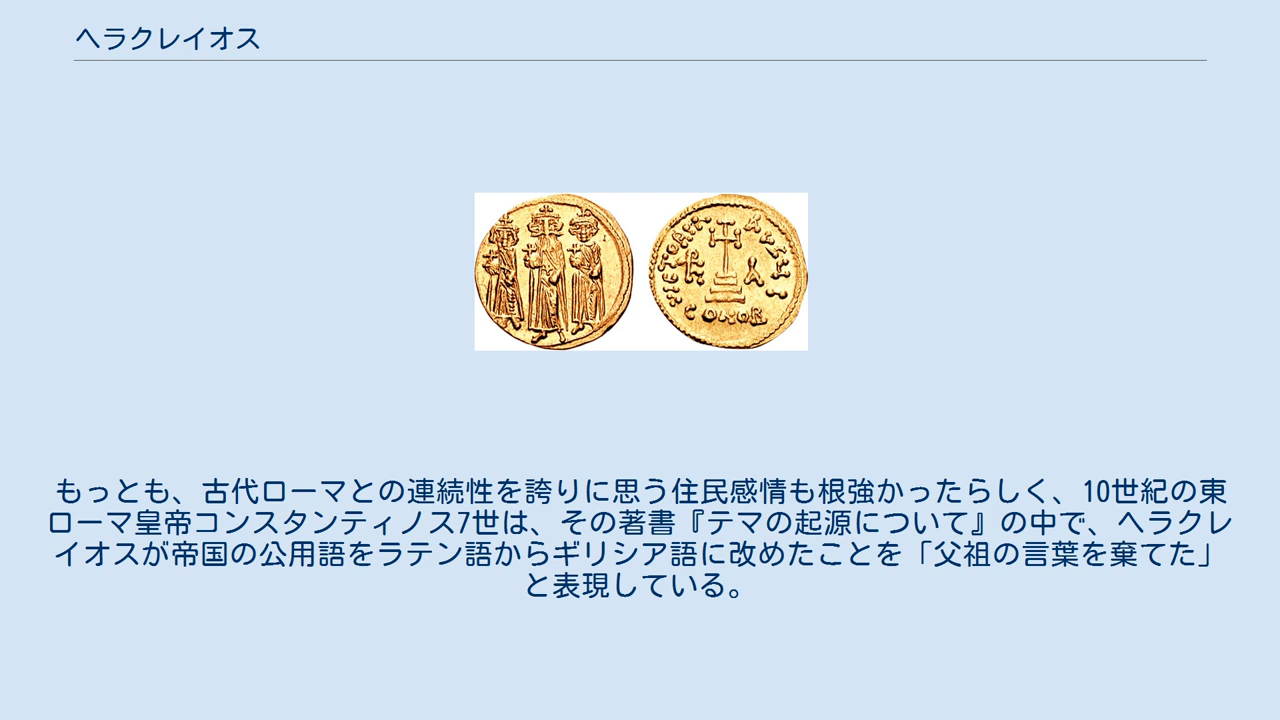 ヘラクレイオス
CONOB
もっとも、古代ローマとの連続性を誇りに思う住民感情も根強かったらしく、10世紀の東
ローマ皇帝コンスタンティノス7世は、その著書『テマの起源について』の中で、ヘラクレ
イオスが帝国の公用語をラテン語からギリシア語に改めたことを「父祖の言葉を棄てた」
と表現している。